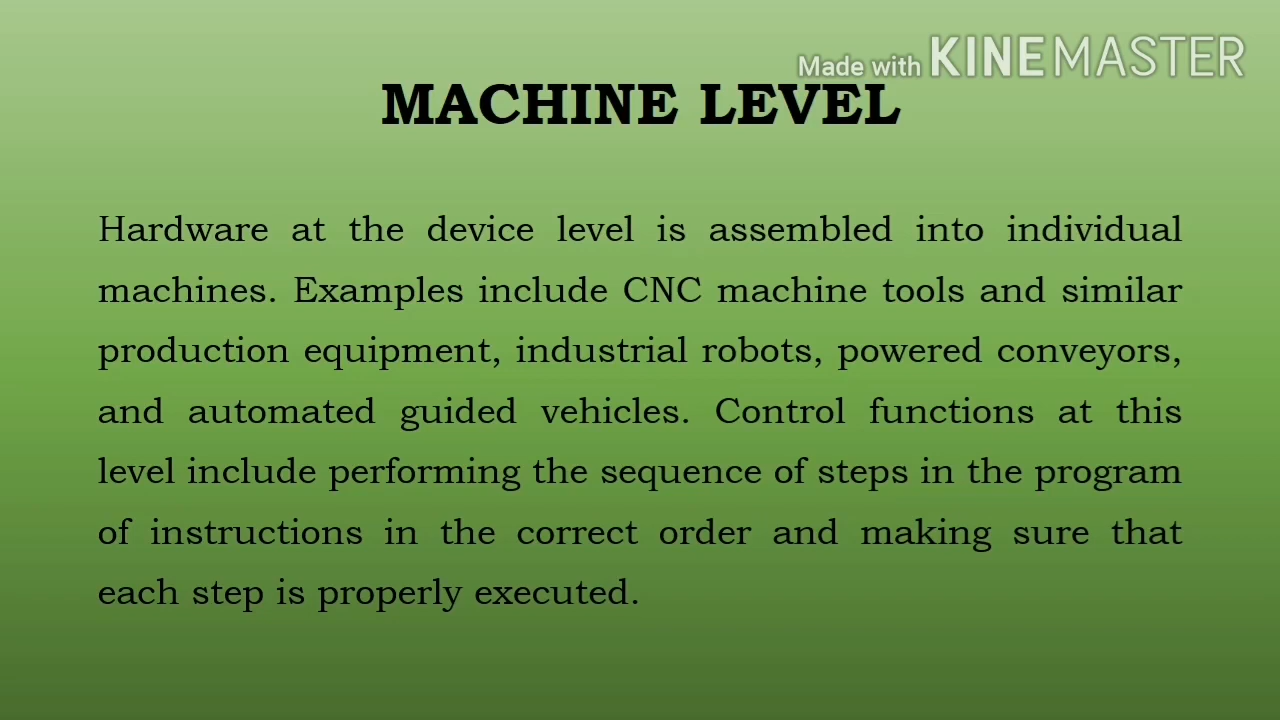 Made with KINEMASTER
MACHINE LEVEL
Hardware at the device level is assembled into individual
machines. Examples include CNC machine tools and similar
production equipment, industrial robots, powered conveyors,
and automated guided vehicles. Control functions at this
level include performing the sequence of steps in the program
of instructions in the correct order and making sure that
each step is properly executed.